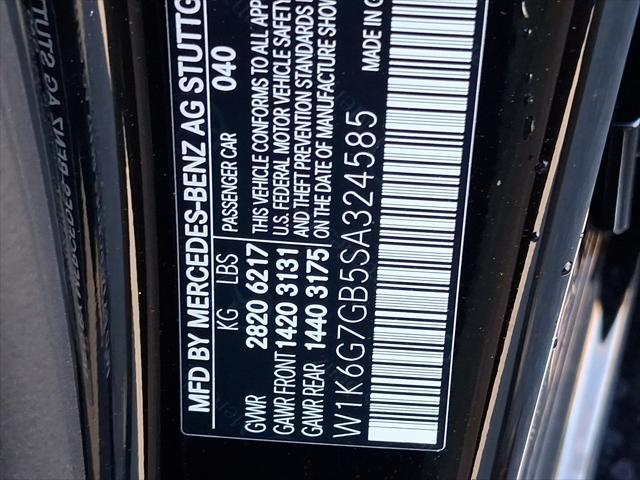 MFD BY MERCEDES-BENZ AG STUTTG
KG LBS PASSENGER CAR 040
GVWR 2820 6217 THIS VEHICLE CONFORMS TO ALL APP
GAWR FRONT 1420 3131 U.S. FEDERAL MOTOR VEHICLE SAFETY
GAWR REAR 1440 3175 AND THEFT PREVENTION STANDARDS
ON THE DATE OF MANUFACTURE SHOW
W1K6G7GB5SA324585 MADE IN G